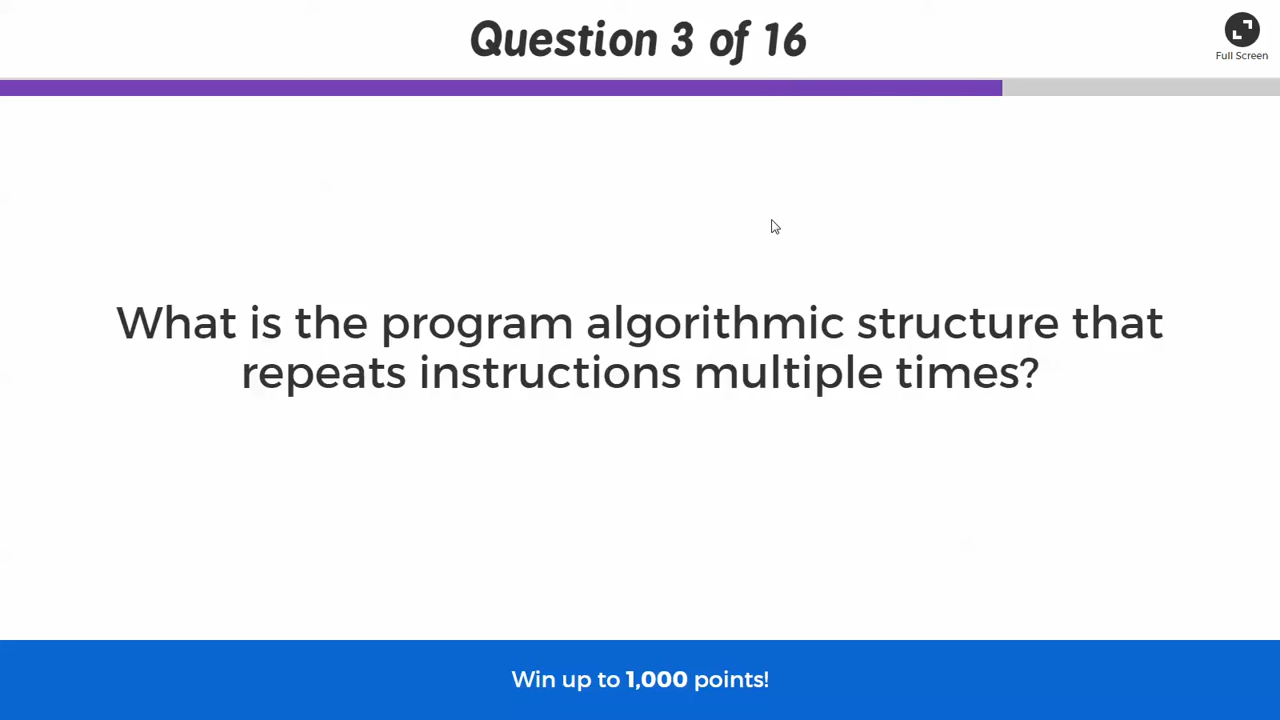 Question 3 of 16
Full Screen
What is the program algorithmic structure that
repeats instructions multiple times?
Win up to 1,000 points!